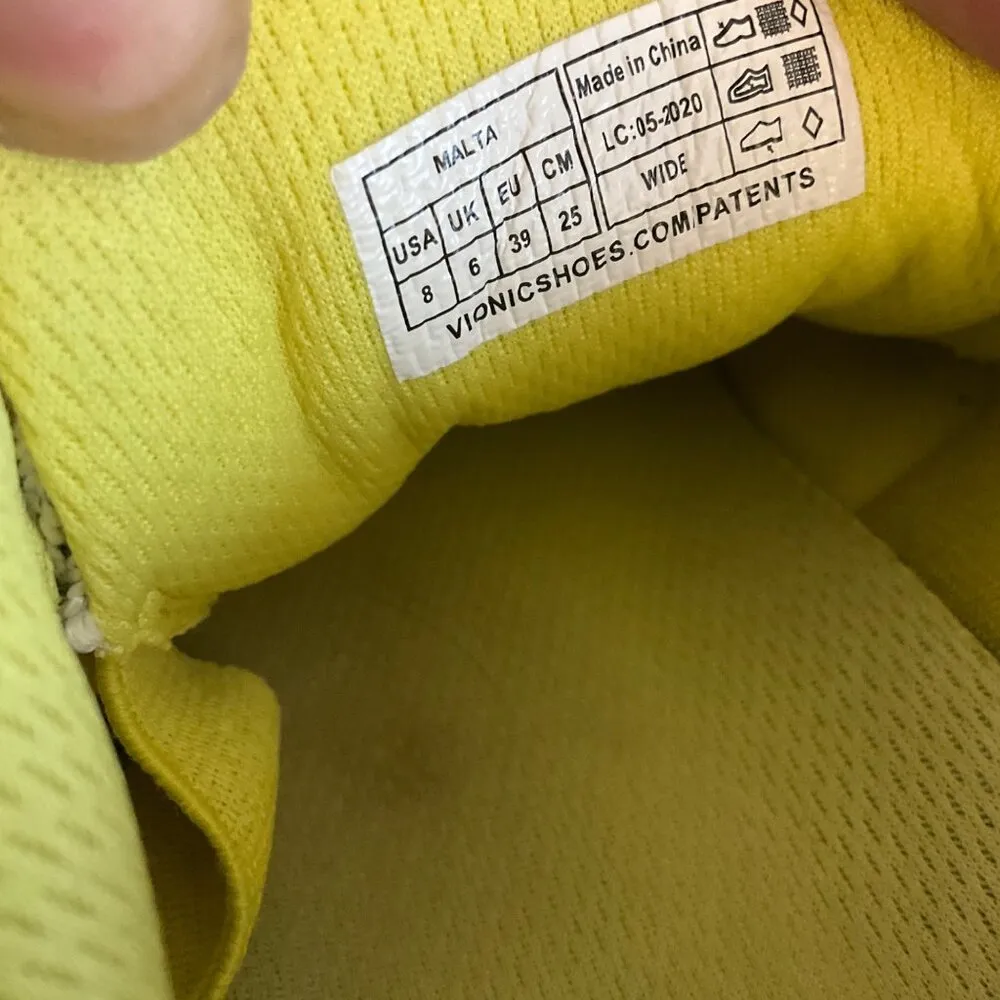 MALTA
USA UK EU CM
8 6 39 25
Made in China
LC:05-2020
WIDE
VIONICSHOES.COM/PATENTS